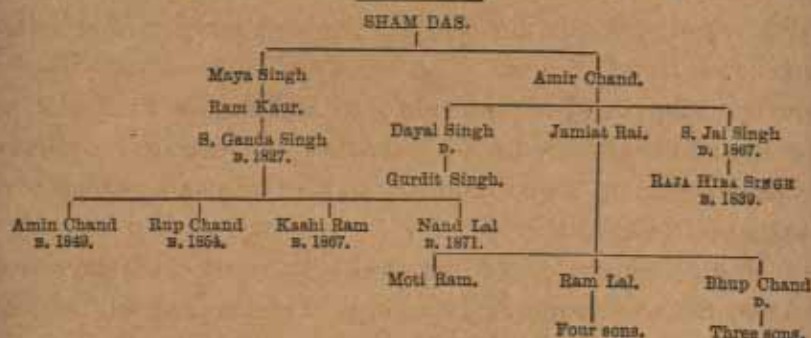 SHAM DAS.
Maya Singh Amir Chand.
Ram Kaur.
S. Ganda Singh Dayal Singh Jamiat Rai. S. Jai Singh
B. 1827. D. D. 1867.
Gurdit Singh. RAJA HIRA SINGH
B. 1839.
Amin Chand Rup Chand Kashi Ram Nand Lal
B. 1849. B. 1854. B. 1867. B. 1871.
Moti Ram. Ram Lal. Bhup Chand
D.
Four sons. Three sons.